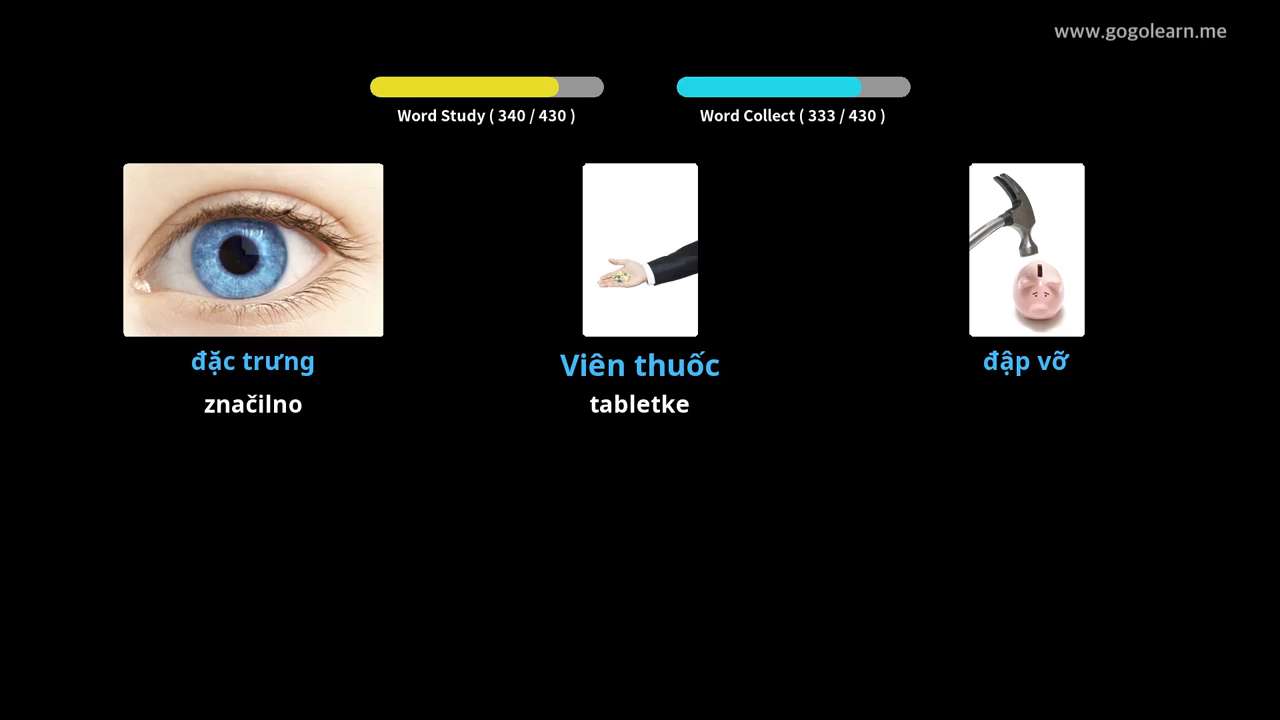 www.gogolearn.me
Word Study ( 340 / 430 )
Word Collect ( 333 / 430 )
đặc trưng
Viên thuốc
đập vỡ
značilno
tabletke